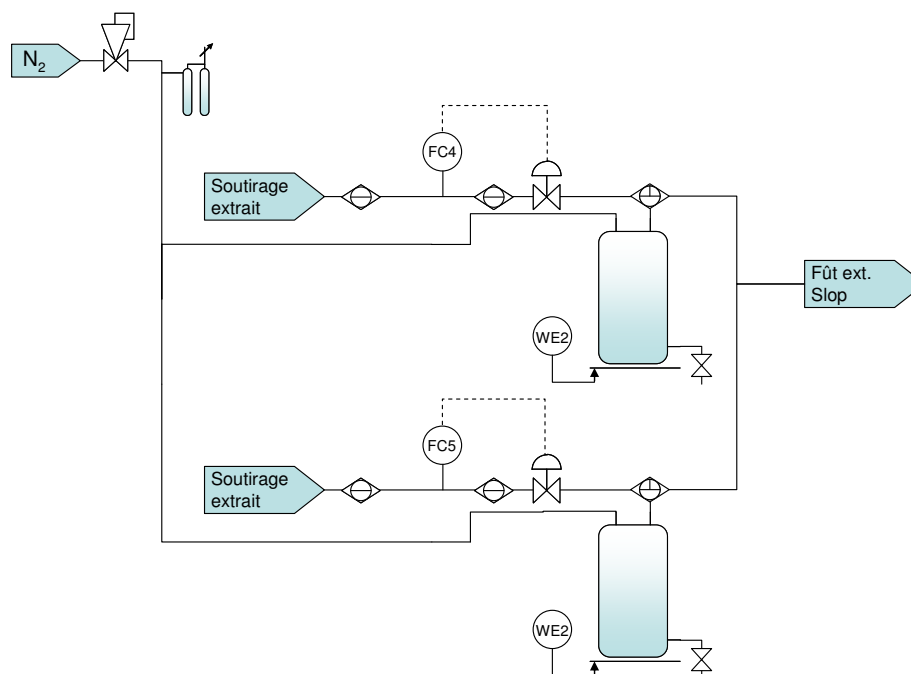 N2
FC4
Soutirage
extrait
Fût ext.
Slop
WE2
FC5
Soutirage
extrait
WE2